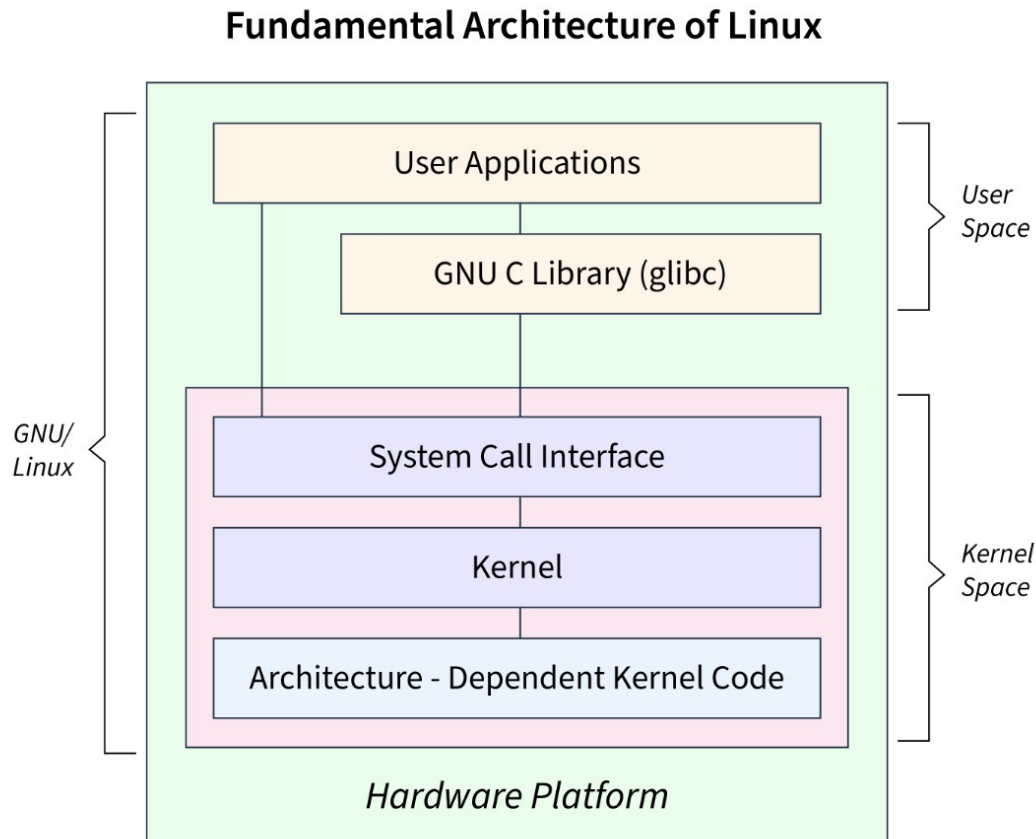 Fundamental Architecture of Linux
User Applications
User
Space
GNU C Library (glibc)
GNU/
Linux
System Call Interface
Kernel
Kernel
Space
Architecture - Dependent Kernel Code
Hardware Platform